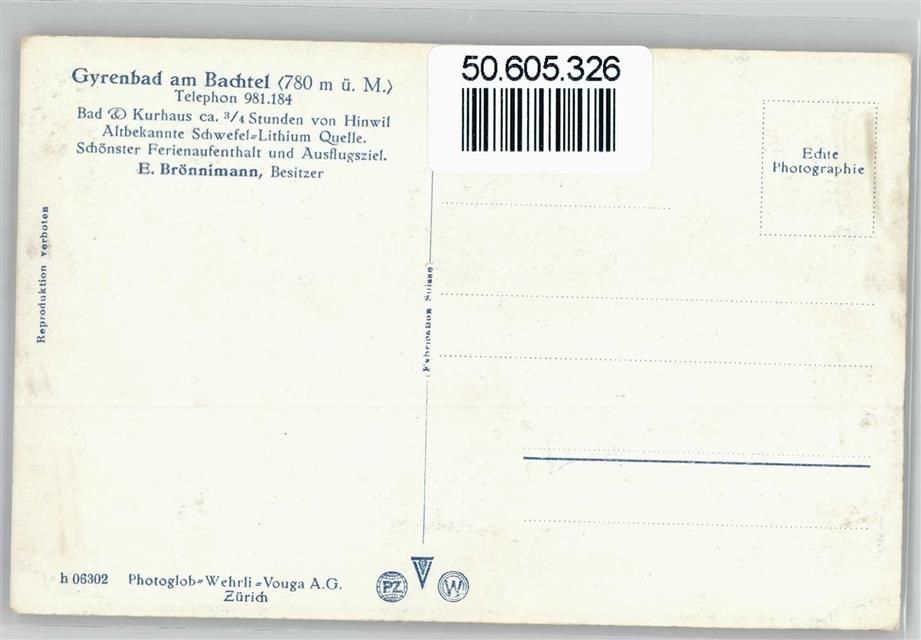 Gyrenbad am Bachtel (780 m ü. M.)
Telephon 981.184
Bad & Kurhaus ca. 3/4 Stunden von Hinwil
Altbekannte Schwefel=Lithium Quelle.
Schönster Ferienaufenthalt und Ausflugsziel.
E. Brönnimann, Besitzer
50.605.326
Echte
Photographie
Reproduktion verboten
(Fabrication Suisse)
h 06302 Photoglob=Wehrli=Vouga A.G.
Zürich
PZ
V
W